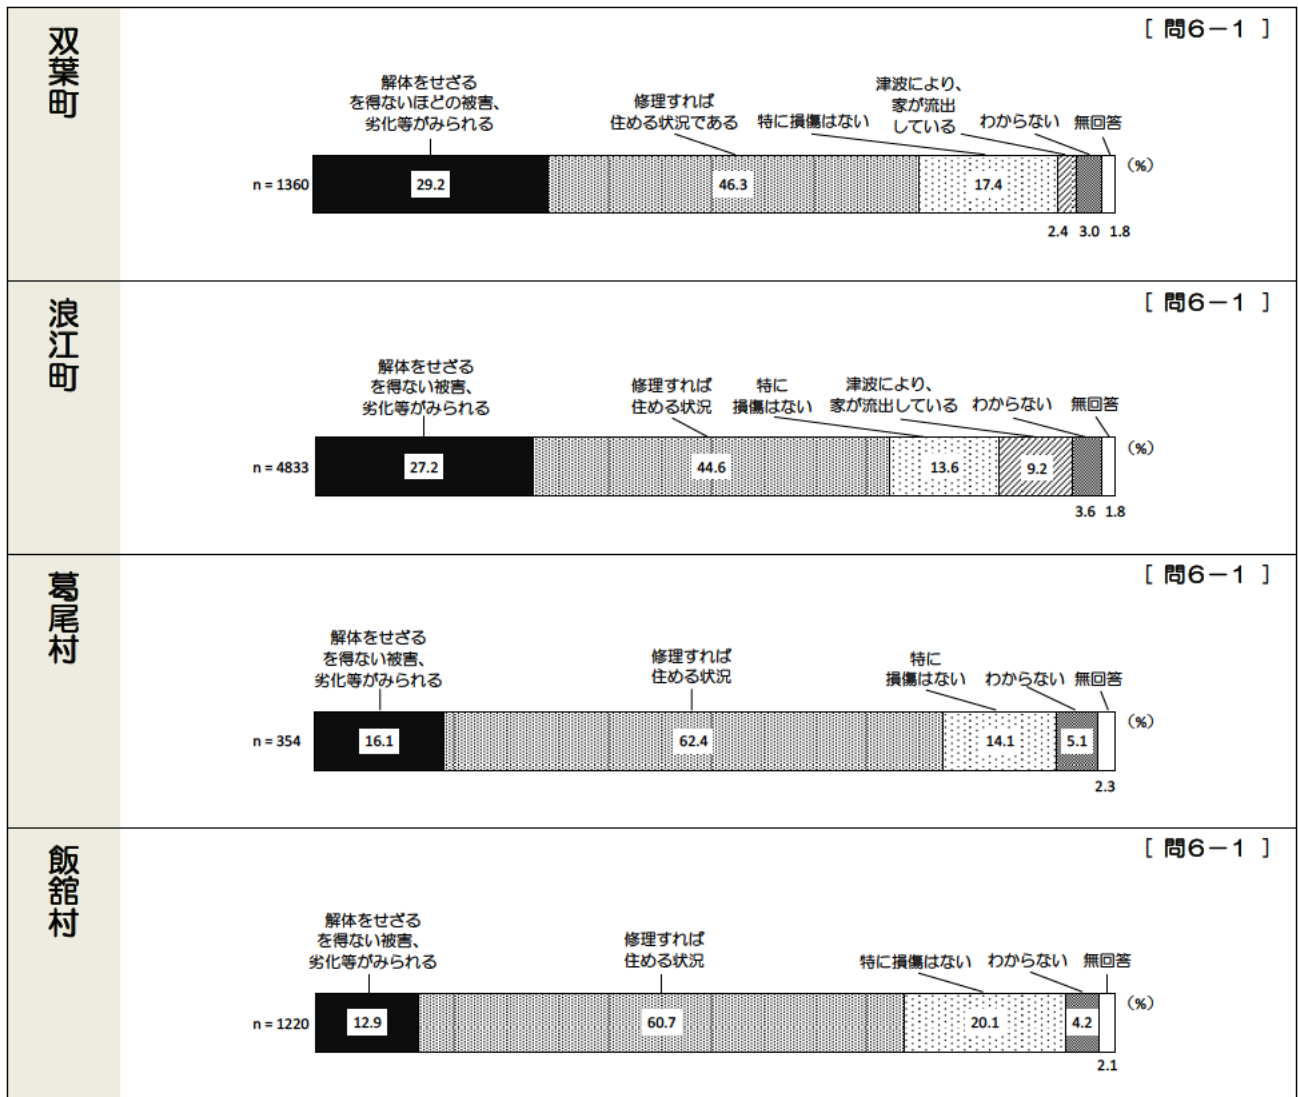 双葉町
[ 問6－1 ]
解体をせざる
を得ないほどの被害、
劣化等がみられる
修理すれば
住める状況である
特に損傷はない
津波により、
家が流出
している
わからない
無回答
(%)
n = 1360
29.2
46.3
17.4
2.4
3.0
1.8
浪江町
[ 問6－1 ]
解体をせざる
を得ない被害、
劣化等がみられる
修理すれば
住める状況
特に
損傷はない
津波により、
家が流出している
わからない
無回答
(%)
n = 4833
27.2
44.6
13.6
9.2
3.6
1.8
葛尾村
[ 問6－1 ]
解体をせざる
を得ない被害、
劣化等がみられる
修理すれば
住める状況
特に
損傷はない
わからない
無回答
(%)
n = 354
16.1
62.4
14.1
5.1
2.3
飯舘村
[ 問6－1 ]
解体をせざる
を得ない被害、
劣化等がみられる
修理すれば
住める状況
特に損傷はない
わからない
無回答
(%)
n = 1220
12.9
60.7
20.1
4.2
2.1